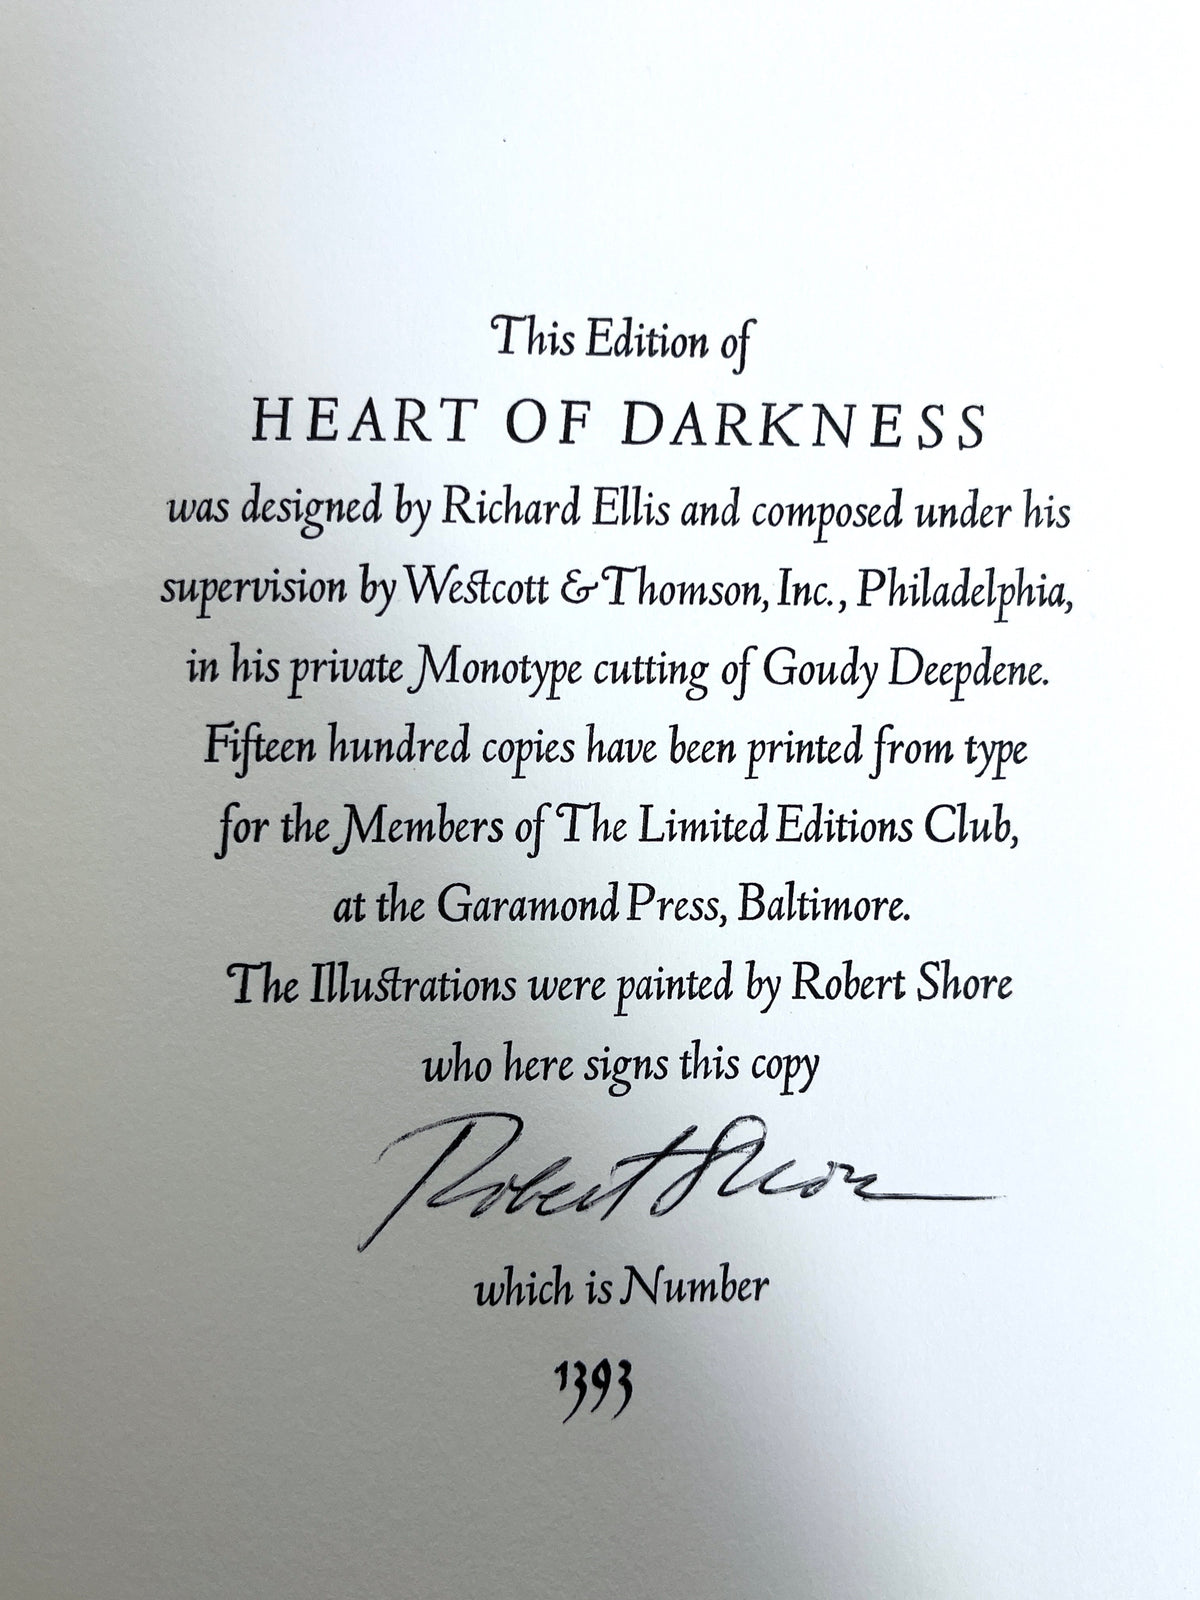 This Edition of
HEART OF DARKNESS
was designed by Richard Ellis and composed under his
supervision by Westcott & Thomson, Inc., Philadelphia,
in his private Monotype cutting of Goudy Deepdene.
Fifteen hundred copies have been printed from type
for the Members of The Limited Editions Club,
at the Garamond Press, Baltimore.
The Illustrations were painted by Robert Shore
who here signs this copy
Robert Shore
which is Number
1393